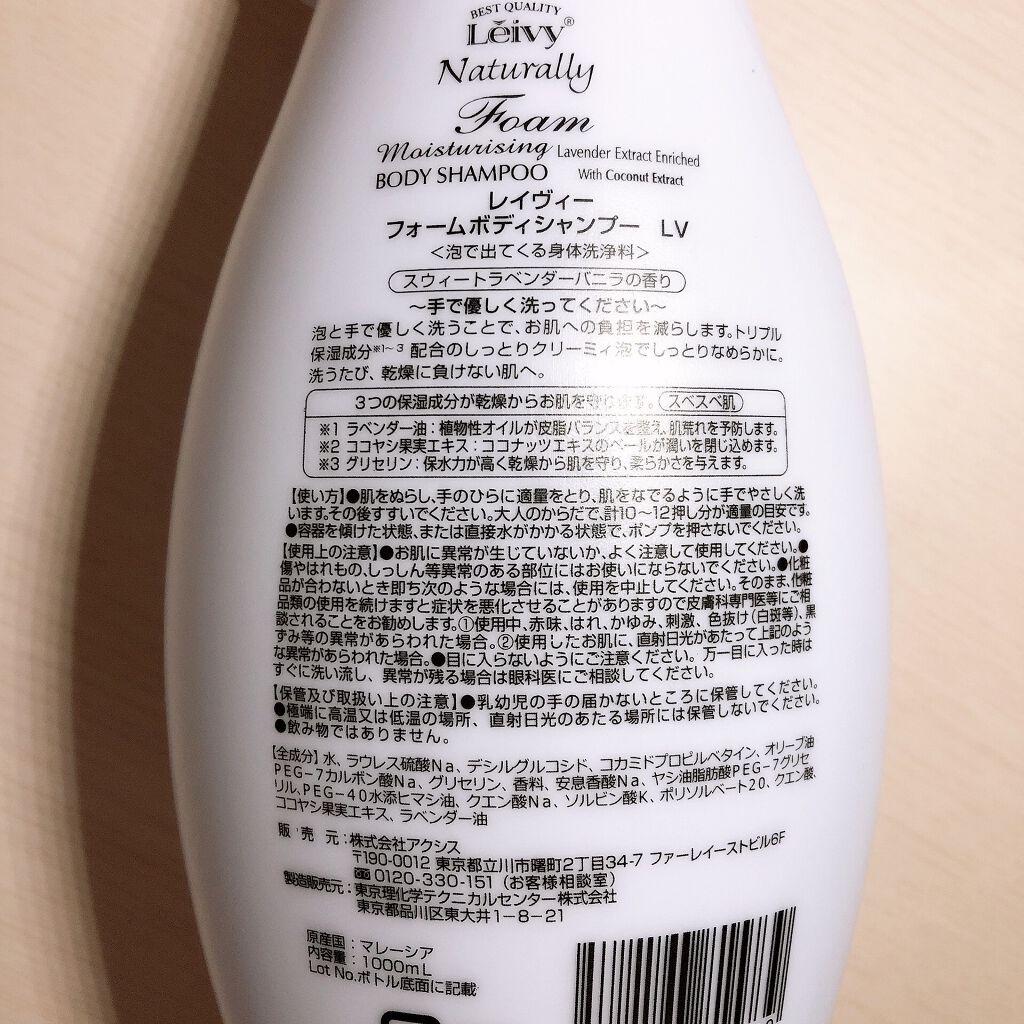 BEST QUALITY
Lěivy®
Naturally
Foam
Moisturising Lavender Extract Enriched
BODY SHAMPOO With Coconut Extract
レイヴィー
フォームボディシャンプー LV
<泡で出てくる身体洗浄料>
スウィートラベンダーバニラの香り
~手で優しく洗ってください~
泡と手で優しく洗うことで、お肌への負担を減らします。トリプル
保湿成分※1~3 配合のしっとりクリーミィ泡でしっとりなめらかに。
洗うたび、乾燥に負けない肌へ。
3つの保湿成分が乾燥からお肌を守ります。 スベスベ肌
※1 ラベンダー油:植物性オイルが皮脂バランスを整え、肌荒れを予防します。
※2 ココヤシ果実エキス:ココナッツエキスのベールが潤いを閉じ込めます。
※3 グリセリン:保水力が高く乾燥から肌を守り、柔らかさを与えます。
【使い方】●肌をぬらし、手のひらに適量をとり、肌をなでるように手でやさしく洗
います。その後すすいでください。大人のからだで、計10~12押し分が適量の目安です。
●容器を傾けた状態、または直接水がかかる状態で、ポンプを押さないでください。
【使用上の注意】●お肌に異常が生じていないか、よく注意して使用してください。●
傷やはれもの、しっしん等異常のある部位にはお使いにならないでください。●化粧
品が合わないとき即ち次のような場合には、使用を中止してください。そのまま、化粧
品類の使用を続けますと症状を悪化させることがありますので皮膚科専門医等にご相
談されることをお勧めします。①使用中、赤味、はれ、かゆみ、刺激、色抜け(白斑等)、黒
ずみ等の異常があらわれた場合。②使用したお肌に、直射日光があたって上記のよう
な異常があらわれた場合。●目に入らないようにご注意ください。万一目に入った時は
すぐに洗い流し、異常が残る場合は眼科医にご相談してください。
【保管及び取扱い上の注意】●乳幼児の手の届かないところに保管してください。
●極端に高温又は低温の場所、直射日光のあたる場所には保管しないでください。
●飲み物ではありません。
【全成分】水、ラウレス硫酸Na、デシルグルコシド、コカミドプロピルベタイン、オリーブ油
PEG-7カルボン酸Na、グリセリン、香料、安息香酸Na、ヤシ油脂肪酸PEG-7グリセ
リル、PEG-40水添ヒマシ油、クエン酸Na、ソルビン酸K、ポリソルベート20、クエン酸、
ココヤシ果実エキス、ラベンダー油
販売元:株式会社アクシス
〒190-0012 東京都立川市曙町2丁目34-7 ファーレイーストビル6F
☎0120-330-151(お客様相談室)
製造販売元:東京理化学テクニカルセンター株式会社
東京都品川区東大井1-8-21
原産国:マレーシア
内容量:1000mL
Lot No.ボトル底面に記載